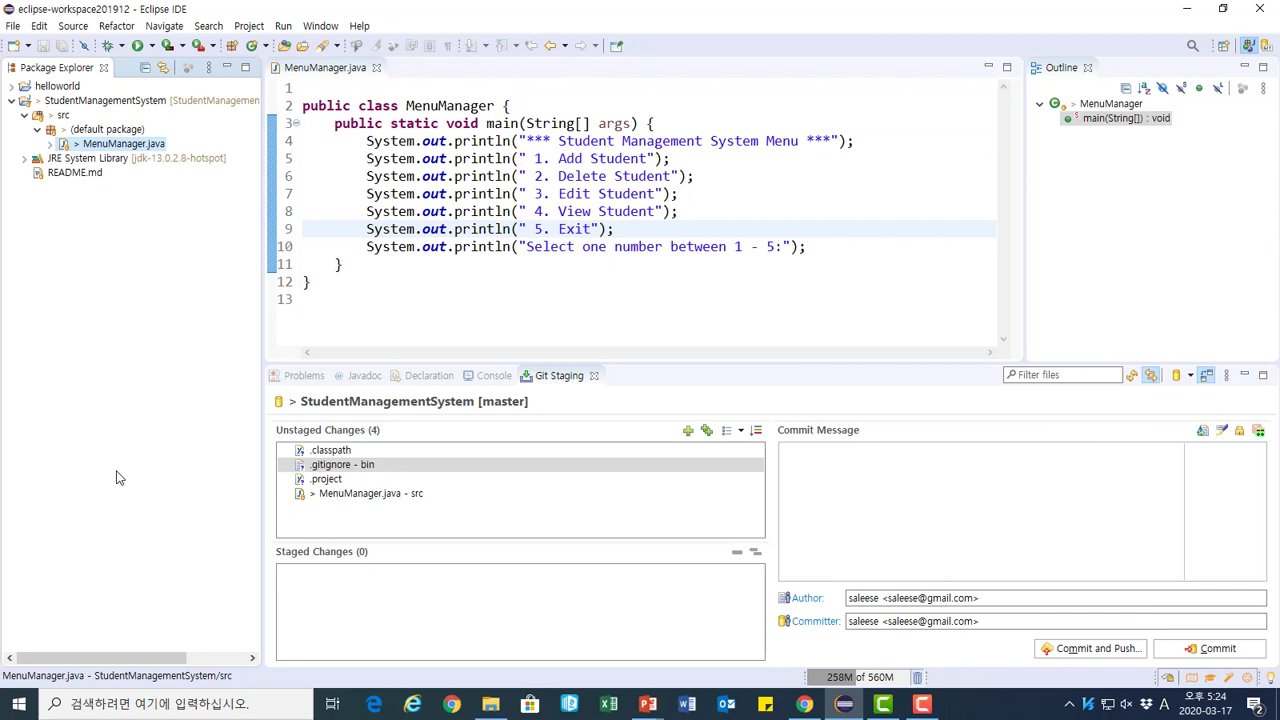 eclipse-workspace201912 - Eclipse IDE
File Edit Source Refactor Navigate Search Project Run Window Help
Package Explorer
helloworld
StudentManagementSystem [StudentManagemen
> src
> (default package)
> MenuManager.java
JRE System Library [jdk-13.0.2.8-hotspot]
README.md
MenuManager.java
1
2 public class MenuManager {
3 public static void main(String[] args) {
4 System.out.println("*** Student Management System Menu ***");
5 System.out.println(" 1. Add Student");
6 System.out.println(" 2. Delete Student");
7 System.out.println(" 3. Edit Student");
8 System.out.println(" 4. View Student");
9 System.out.println(" 5. Exit");
10 System.out.println("Select one number between 1 - 5:");
11 }
12 }
13
Outline
> MenuManager
main(String[]) : void
Problems Javadoc Declaration Console Git Staging
Filter files
> StudentManagementSystem [master]
Unstaged Changes (4)
.classpath
.gitignore - bin
.project
> MenuManager.java - src
Staged Changes (0)
Commit Message
Author: saleese <saleese@gmail.com>
Committer: saleese <saleese@gmail.com>
Commit and Push... Commit
MenuManager.java - StudentManagementSystem/src
258M of 560M
검색하려면 여기에 입력하십시오.
A
오후 5:24
2020-03-17
2